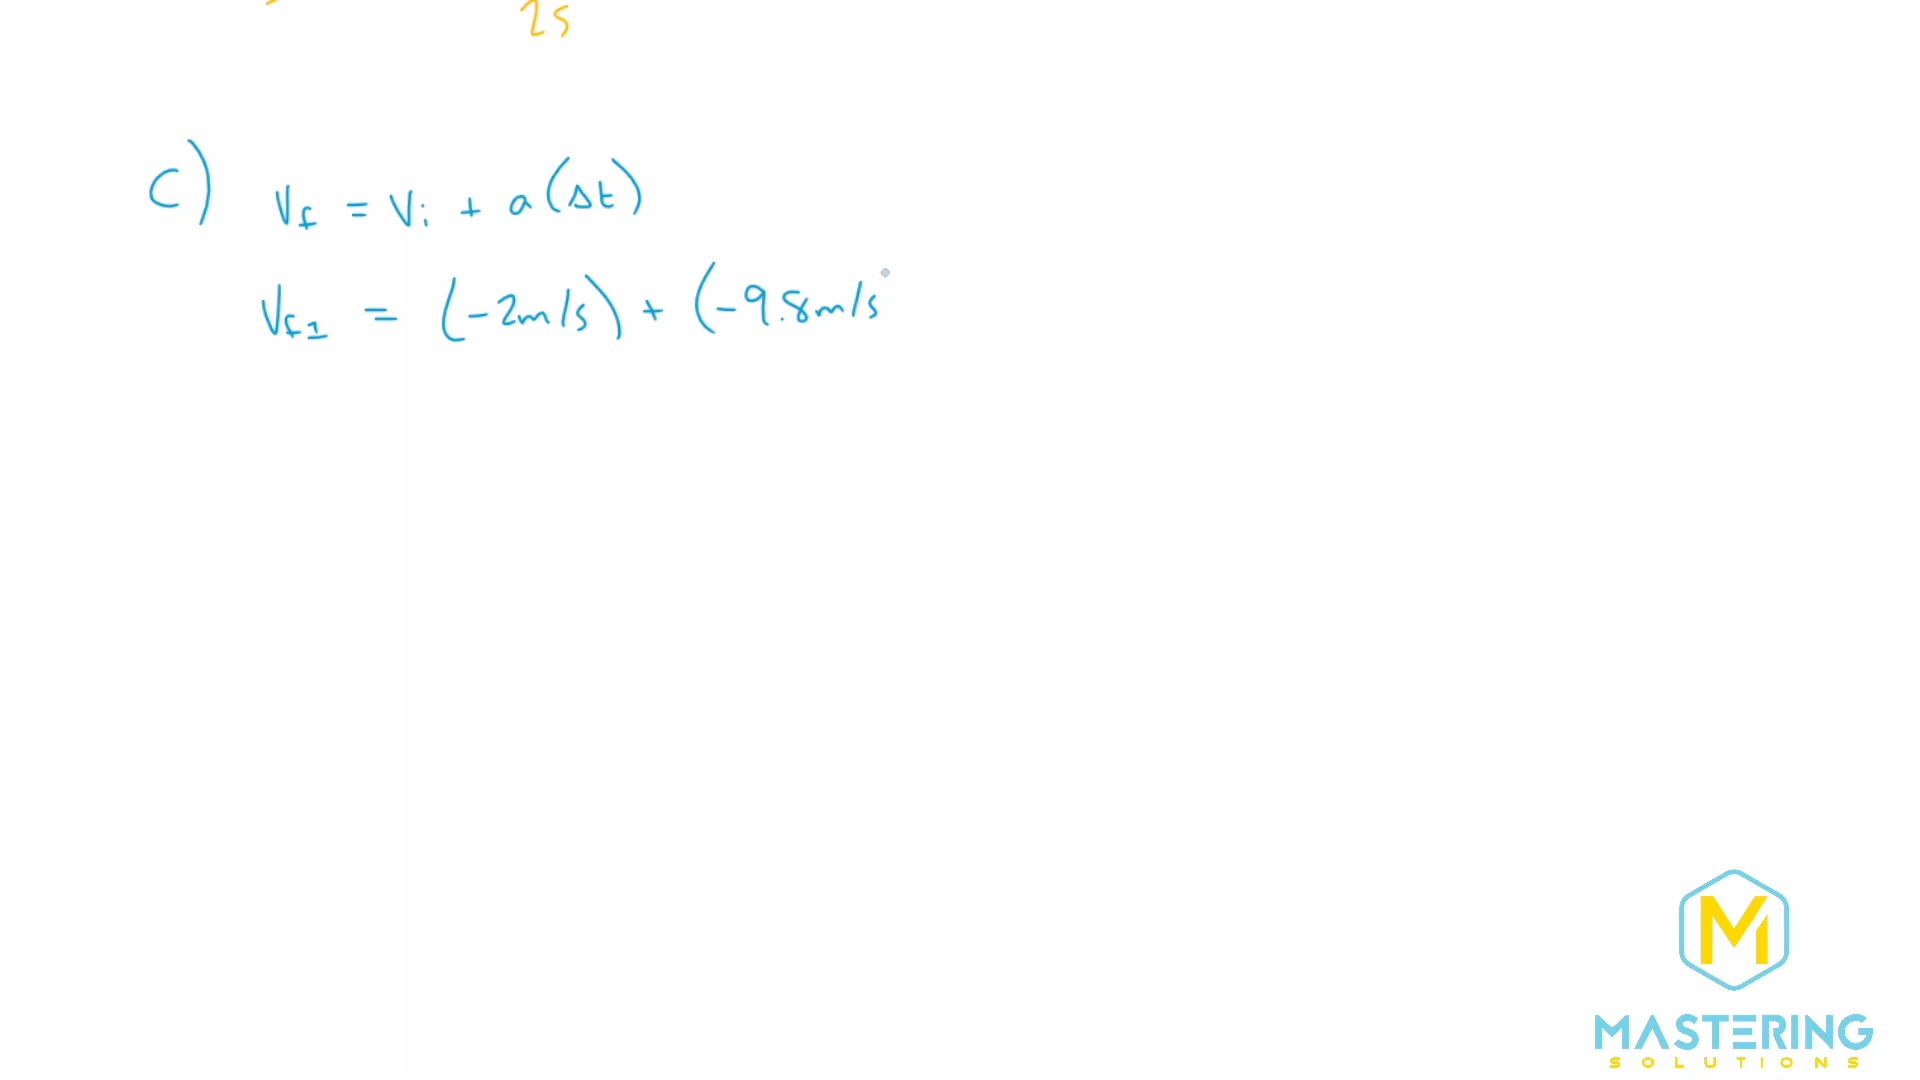 2s
C) Vf = Vi + a(Δt)
Vf1 = (-2m/s) + (-9.8m/s
M
MASTERING
SOLUTIONS